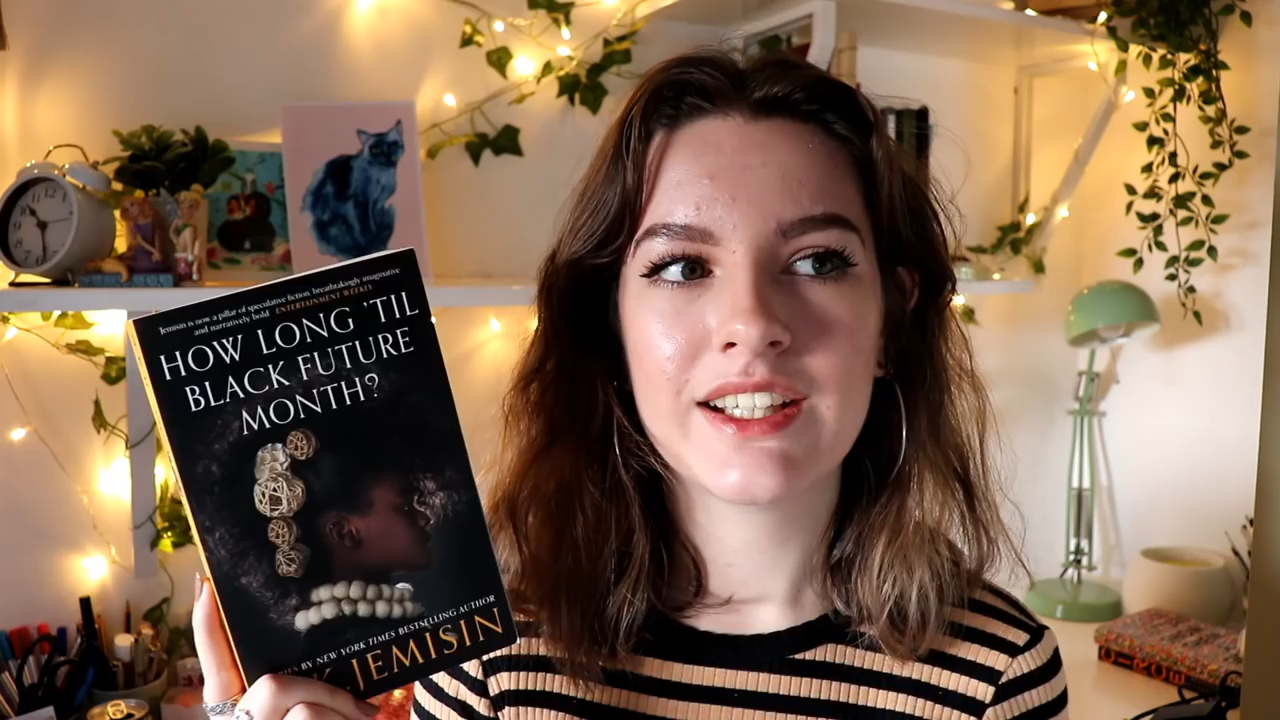 'Jemisin is now a pillar of speculative fiction, breathtakingly imaginative
and narratively bold' ENTERTAINMENT WEEKLY
HOW LONG 'TIL
BLACK FUTURE
MONTH?
BY NEW YORK TIMES BESTSELLING AUTHOR
K. JEMISIN